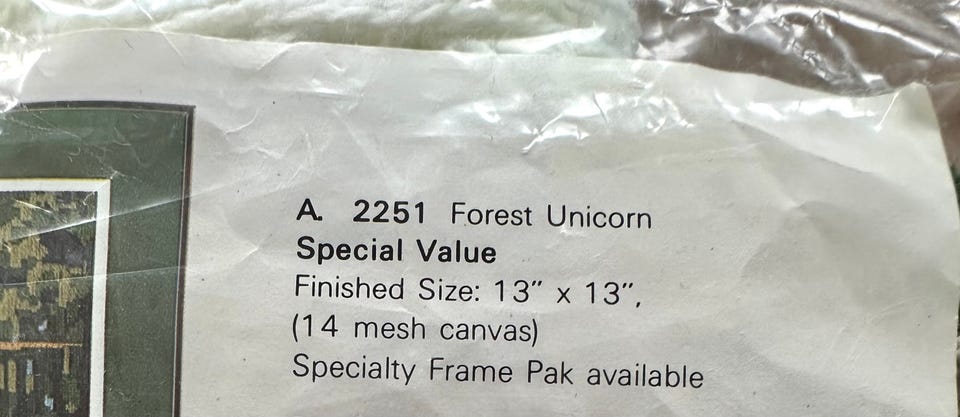 A. 2251 Forest Unicorn
Special Value
Finished Size: 13" x 13",
(14 mesh canvas)
Specialty Frame Pak available